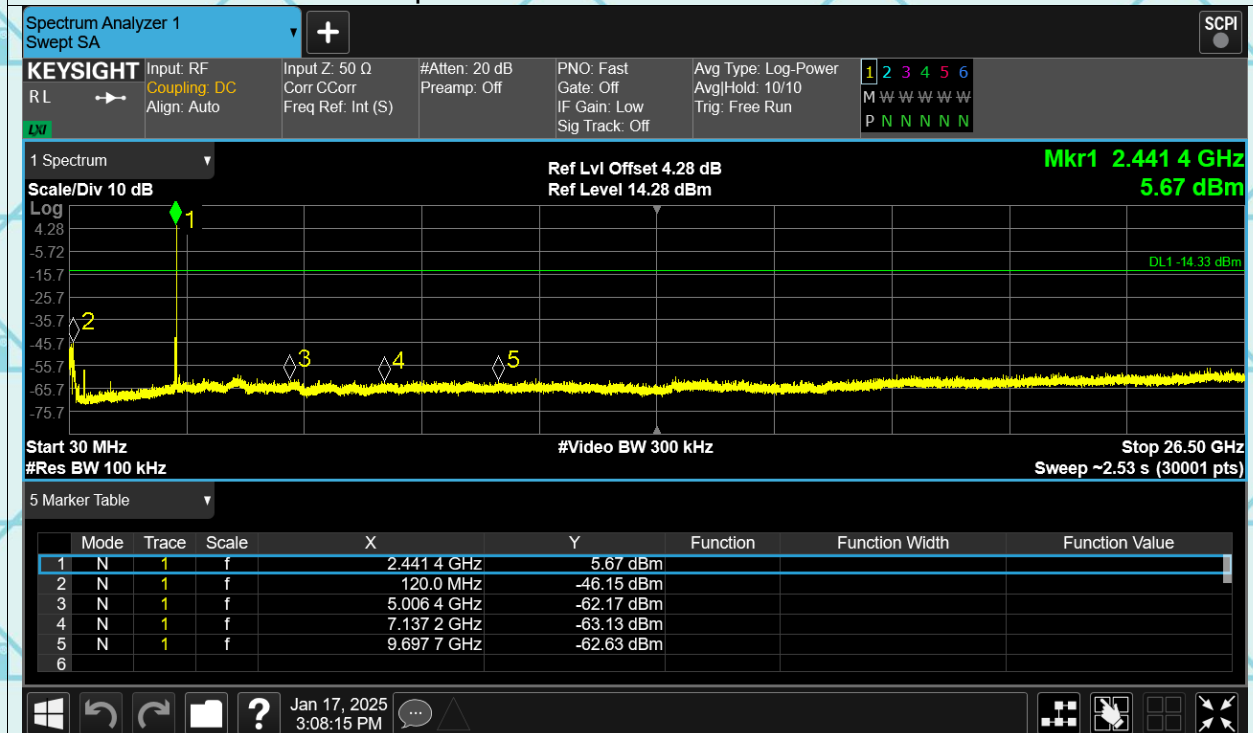 Spectrum Analyzer 1
Swept SA
+
SCPI
KEYSIGHT Input: RF Input Z: 50 Ω #Atten: 20 dB PNO: Fast Avg Type: Log-Power 1 2 3 4 5 6
RL Coupling: DC Corr CCorr Preamp: Off Gate: Off Avg|Hold: 10/10 M W W W W W
Align: Auto Freq Ref: Int (S) IF Gain: Low Trig: Free Run P N N N N N
LXI Sig Track: Off
1 Spectrum
Ref Lvl Offset 4.28 dB
Mkr1 2.441 4 GHz
Scale/Div 10 dB
Ref Level 14.28 dBm
5.67 dBm
Log
1
4.28
-5.72
DL1 -14.33 dBm
-15.7
-25.7
-35.7
2
-45.7
3 4 5
-55.7
-65.7
-75.7
Start 30 MHz #Video BW 300 kHz Stop 26.50 GHz
#Res BW 100 kHz Sweep ~2.53 s (30001 pts)
5 Marker Table
Mode Trace Scale X Y Function Function Width Function Value
1 N 1 f 2.441 4 GHz 5.67 dBm
2 N 1 f 120.0 MHz -46.15 dBm
3 N 1 f 5.006 4 GHz -62.17 dBm
4 N 1 f 7.137 2 GHz -63.13 dBm
5 N 1 f 9.697 7 GHz -62.63 dBm
6
?
Jan 17, 2025
3:08:15 PM